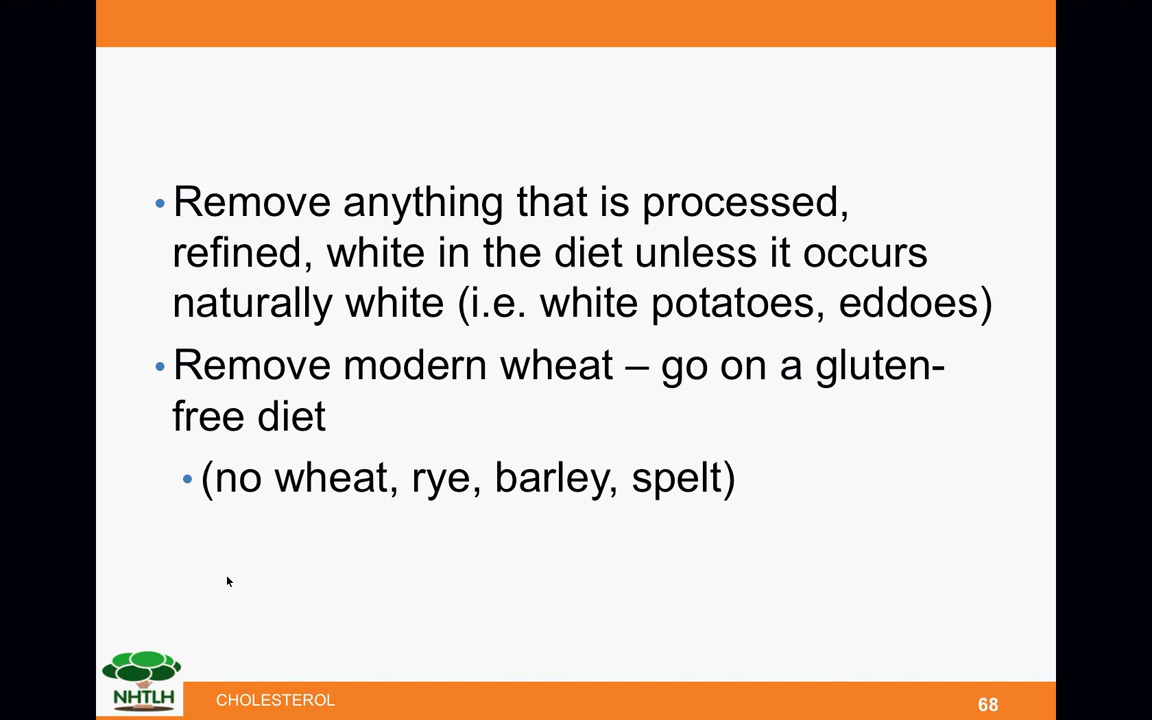 • Remove anything that is processed,
refined, white in the diet unless it occurs
naturally white (i.e. white potatoes, eddoes)
• Remove modern wheat – go on a gluten-
free diet
• (no wheat, rye, barley, spelt)
NHTLH
CHOLESTEROL
68